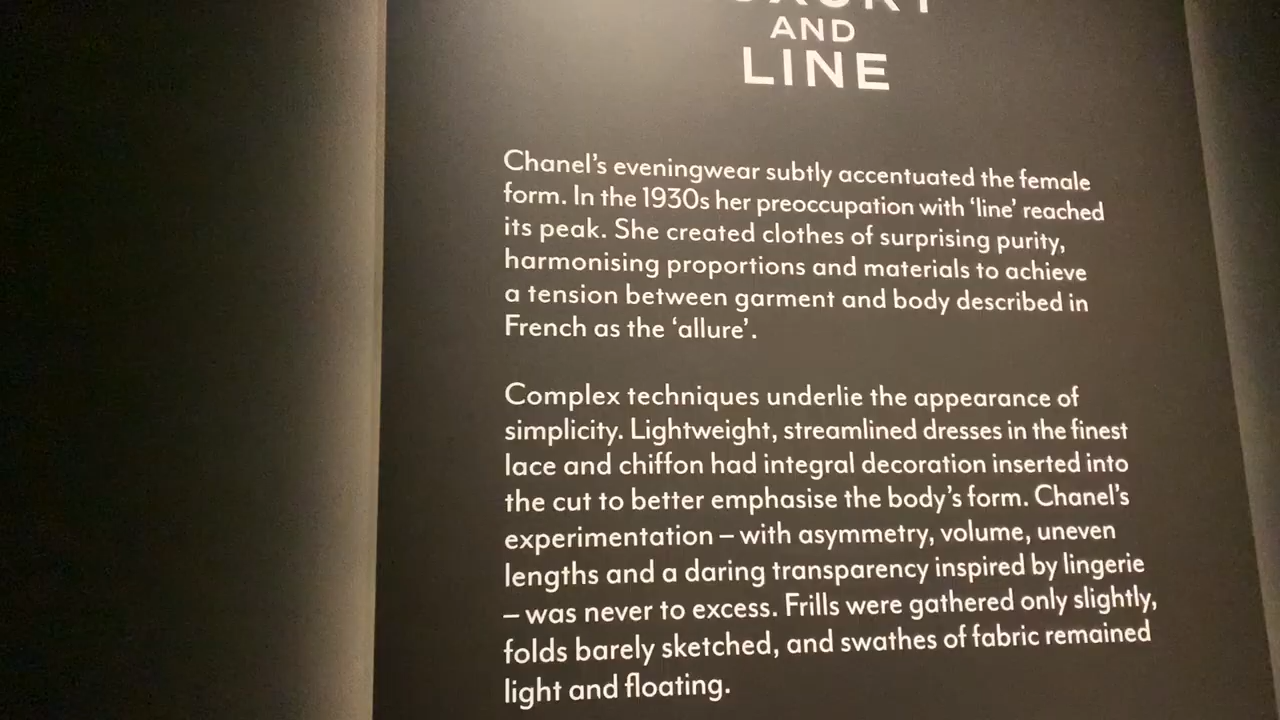 AND
LINE
Chanel's eveningwear subtly accentuated the female
form. In the 1930s her preoccupation with ‘line’ reached
its peak. She created clothes of surprising purity,
harmonising proportions and materials to achieve
a tension between garment and body described in
French as the ‘allure’.
Complex techniques underlie the appearance of
simplicity. Lightweight, streamlined dresses in the finest
lace and chiffon had integral decoration inserted into
the cut to better emphasise the body's form. Chanel's
experimentation – with asymmetry, volume, uneven
lengths and a daring transparency inspired by lingerie
– was never to excess. Frills were gathered only slightly,
folds barely sketched, and swathes of fabric remained
light and floating.